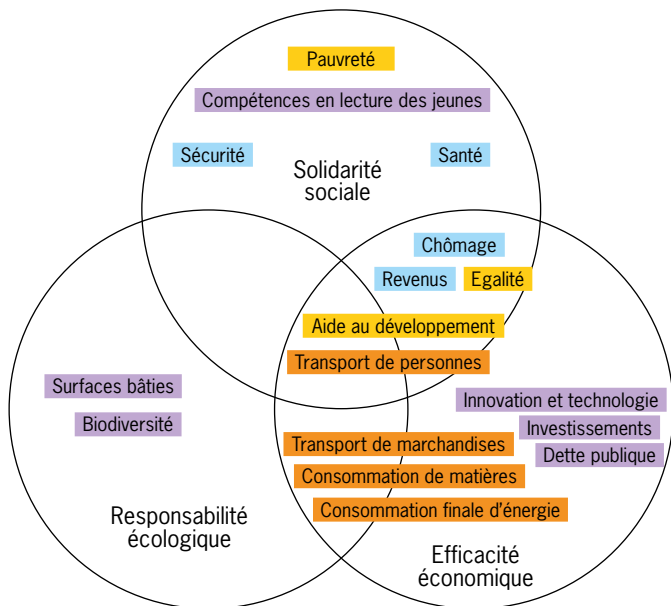 Pauvreté
Compétences en lecture des jeunes
Sécurité
Santé
Solidarité
sociale
Chômage
Revenus
Egalité
Aide au développement
Transport de personnes
Surfaces bâties
Biodiversité
Innovation et technologie
Investissements
Dette publique
Transport de marchandises
Consommation de matières
Consommation finale d'énergie
Responsabilité
écologique
Efficacité
économique